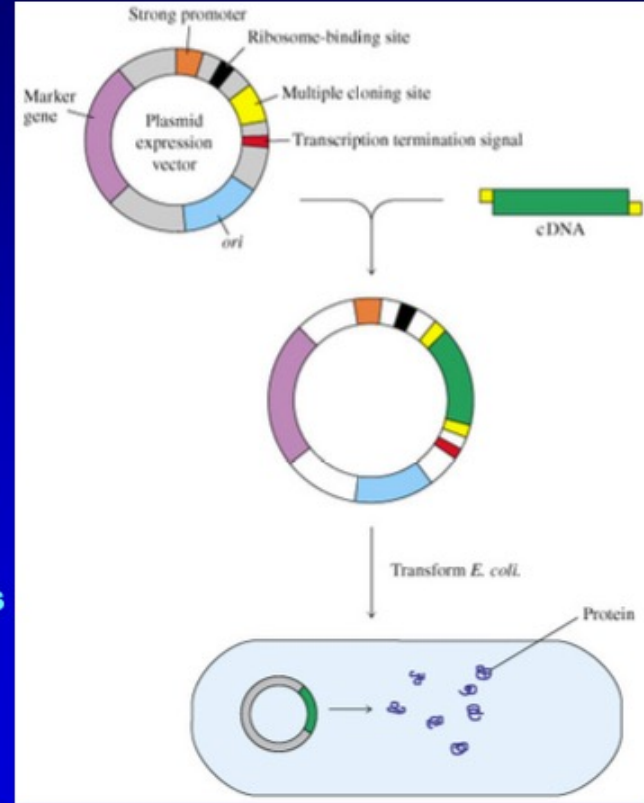 Strong promoter
Ribosome-binding site
Marker
gene
Multiple cloning site
Plasmid
expression
vector
Transcription termination signal
ori
cDNA
Transform E. coli.
s
Protein